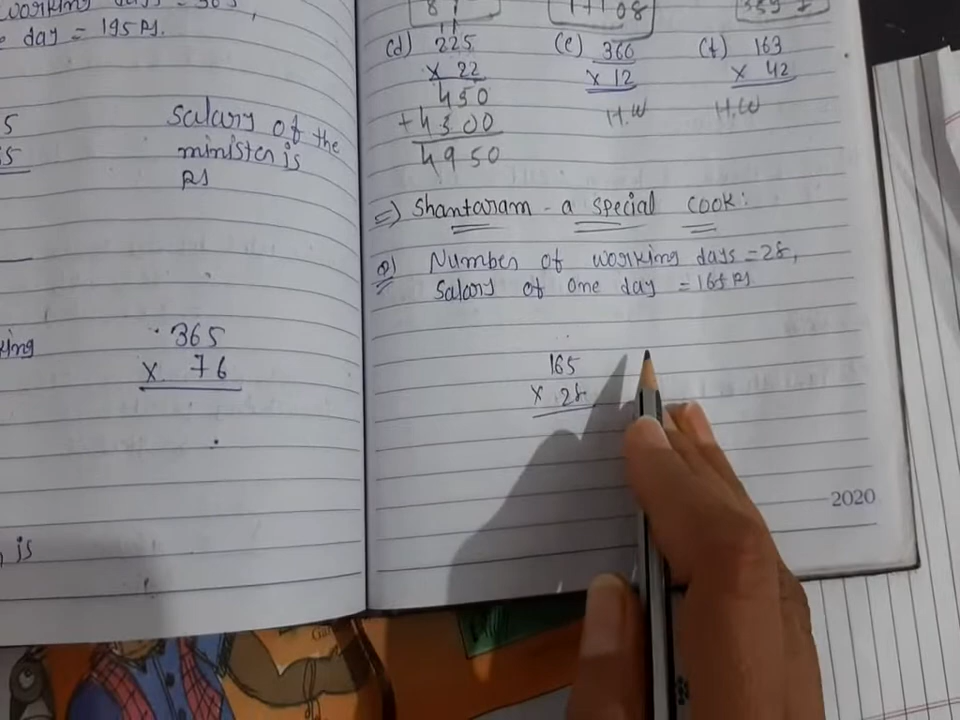 e day = 195 Rs.
5
5
salary of the
minister is
Rs
king
365
x 76
is
(d) 225
x 22
450
+4500
4950
(e) 366
x 12
H.W
(f) 163
x 42
H.W
=) Shantaram - a special cook:
Q) Number of working days = 28,
Salary of one day = 165 Rs
165
x 28
2020